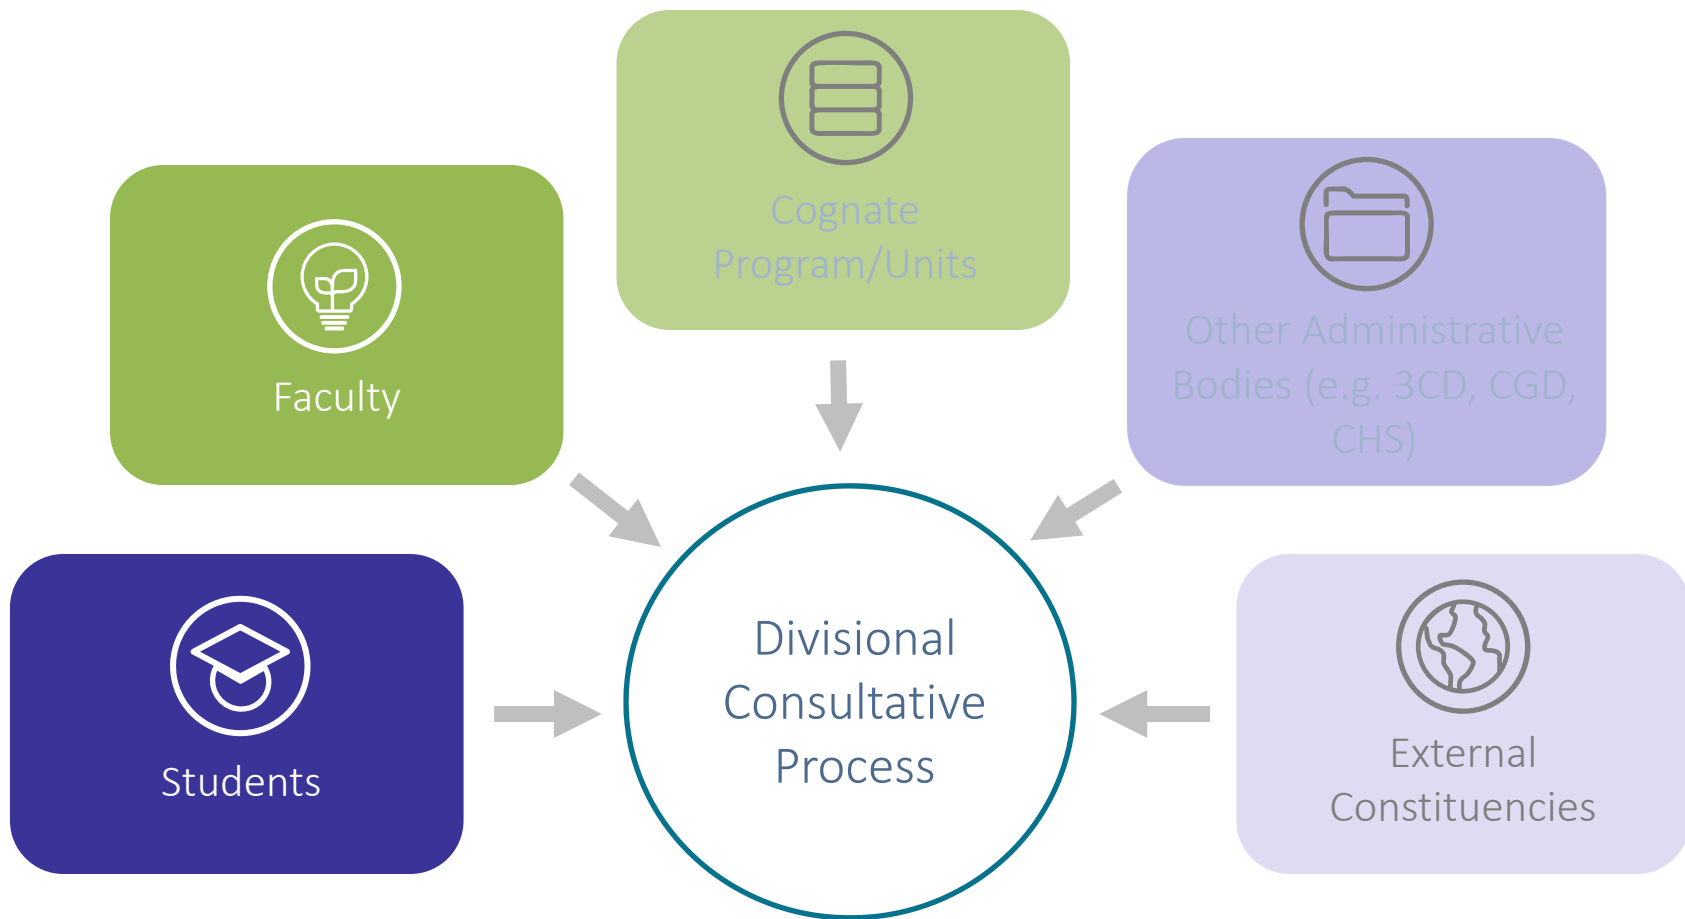 Cognate
Program/Units
Other Administrative
Bodies (e.g. 3CD, CGD,
CHS)
Faculty
Students
Divisional
Consultative
Process
External
Constituencies